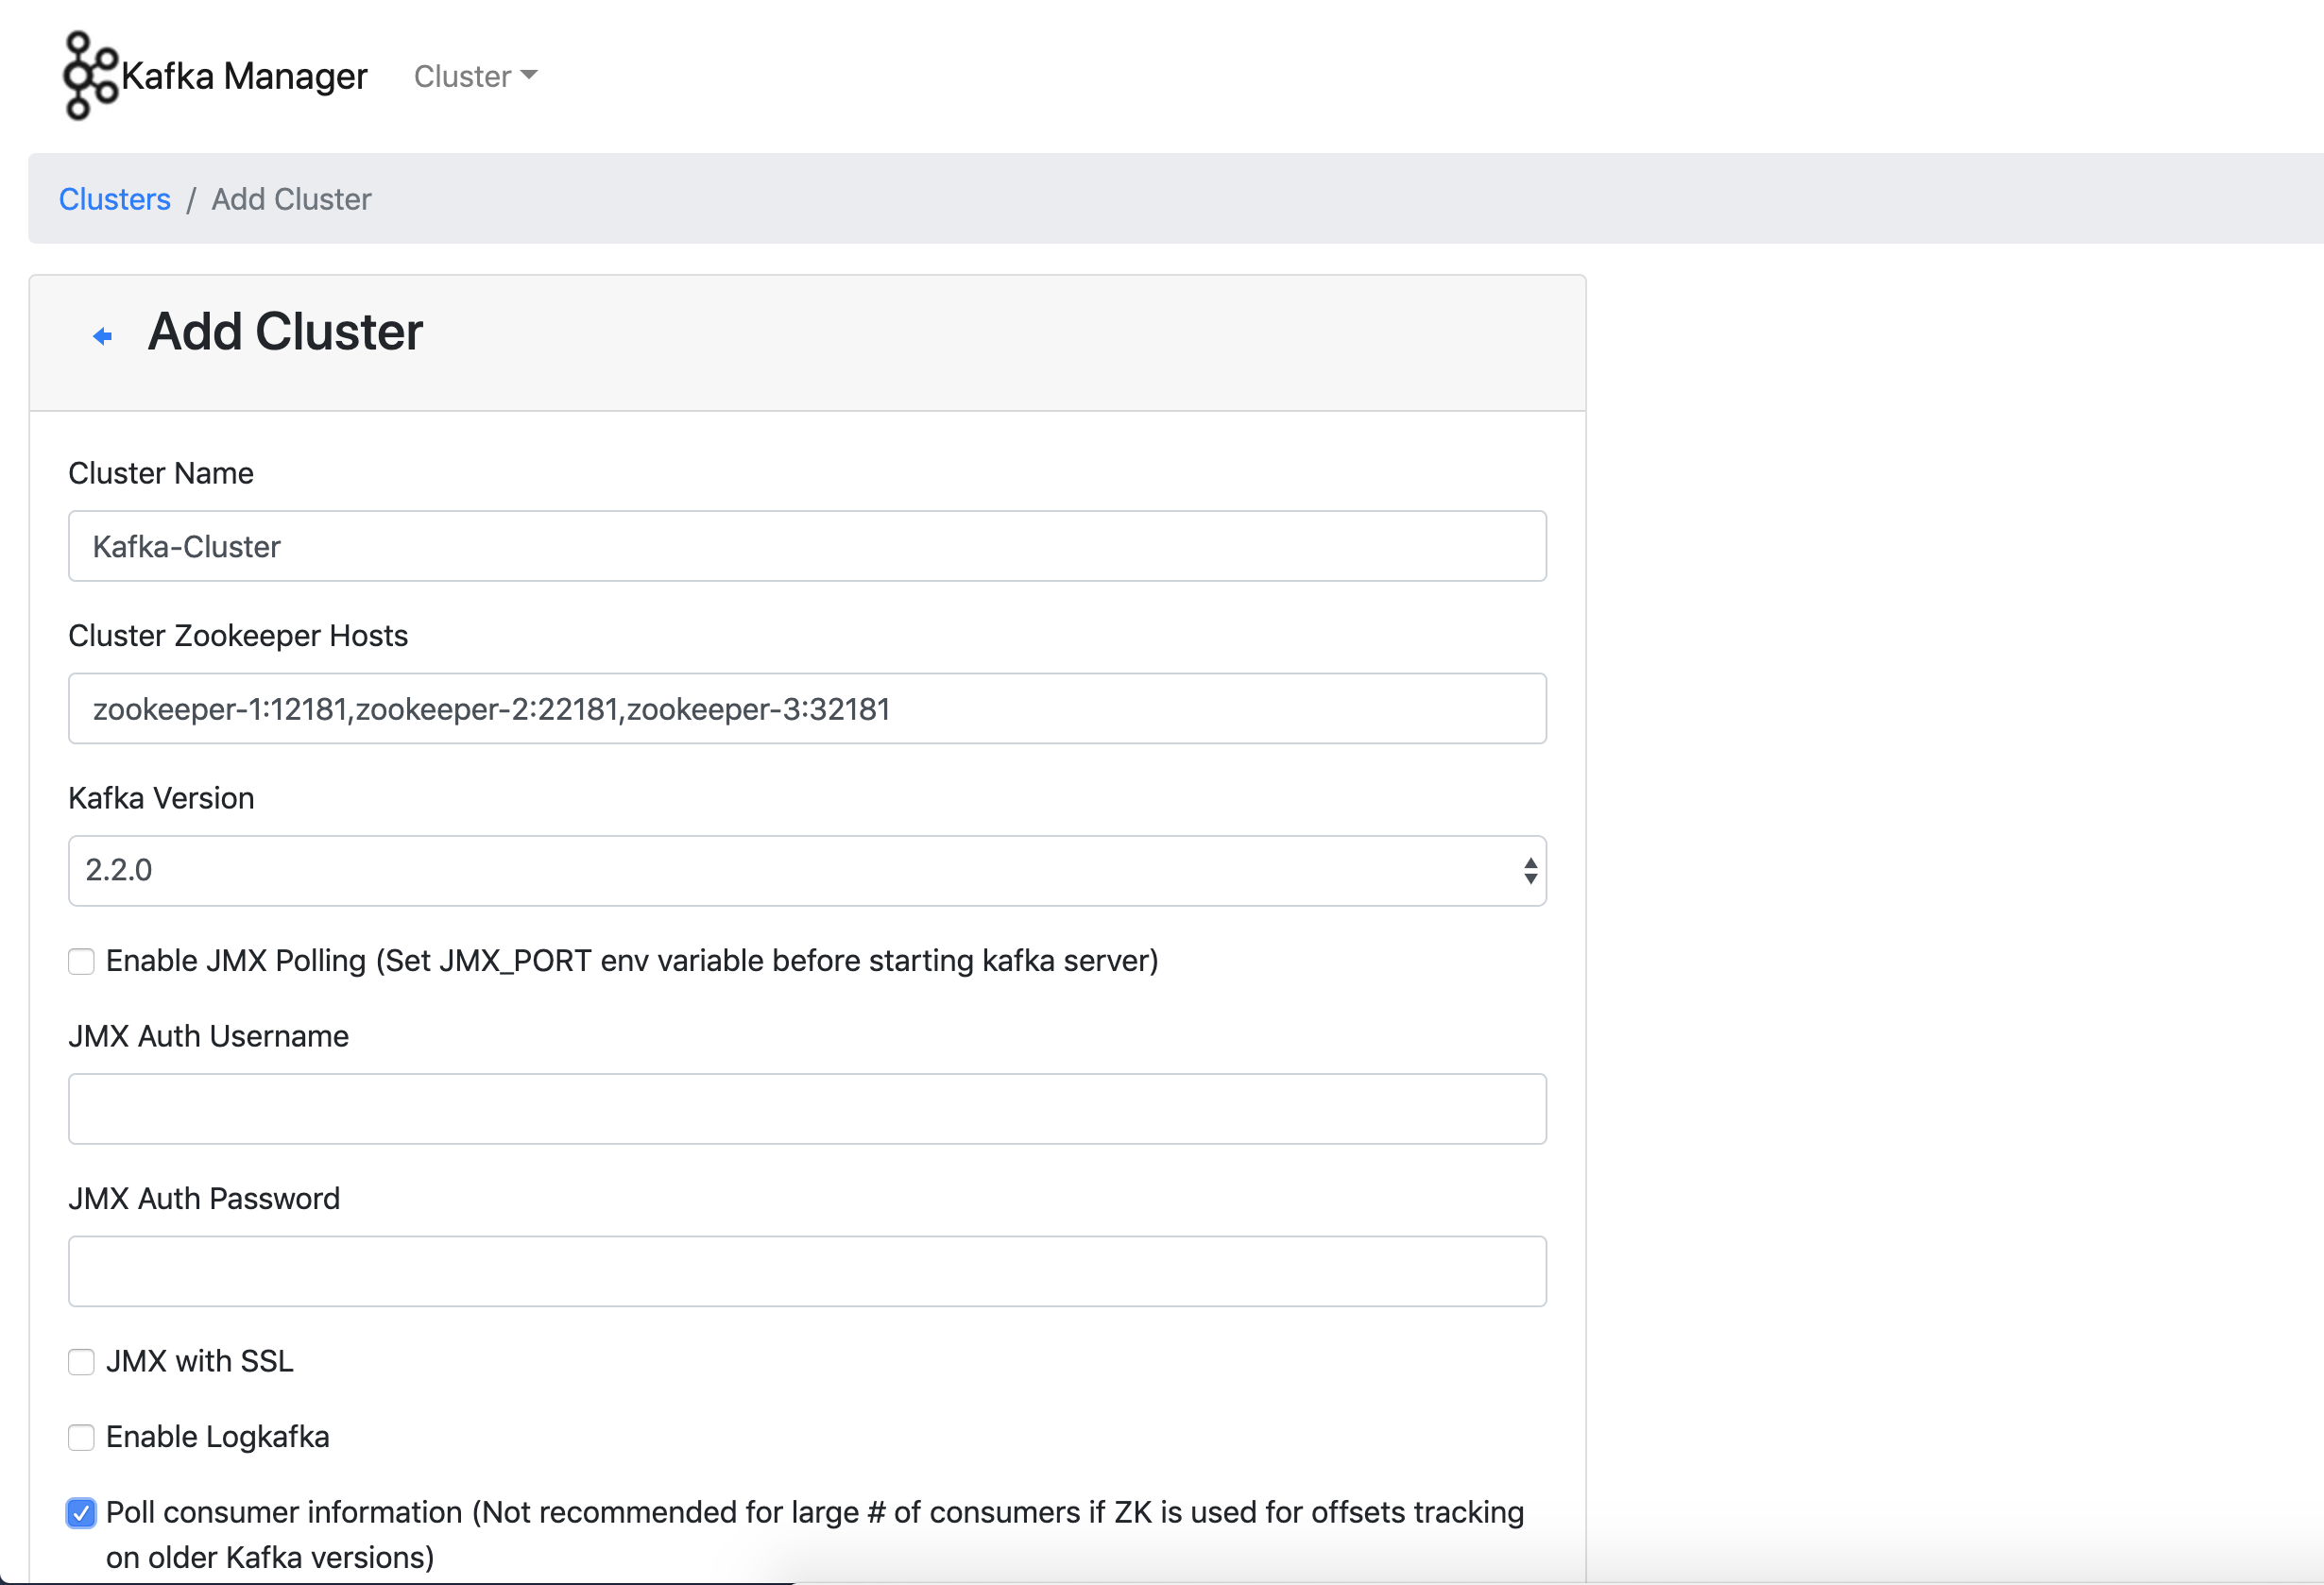 Kafka Manager Cluster
Clusters / Add Cluster
Add Cluster
Cluster Name
Kafka-Cluster
Cluster Zookeeper Hosts
zookeeper-1:12181,zookeeper-2:22181,zookeeper-3:32181
Kafka Version
2.2.0
Enable JMX Polling (Set JMX_PORT env variable before starting kafka server)
JMX Auth Username
JMX Auth Password
JMX with SSL
Enable Logkafka
Poll consumer information (Not recommended for large # of consumers if ZK is used for offsets tracking
on older Kafka versions)